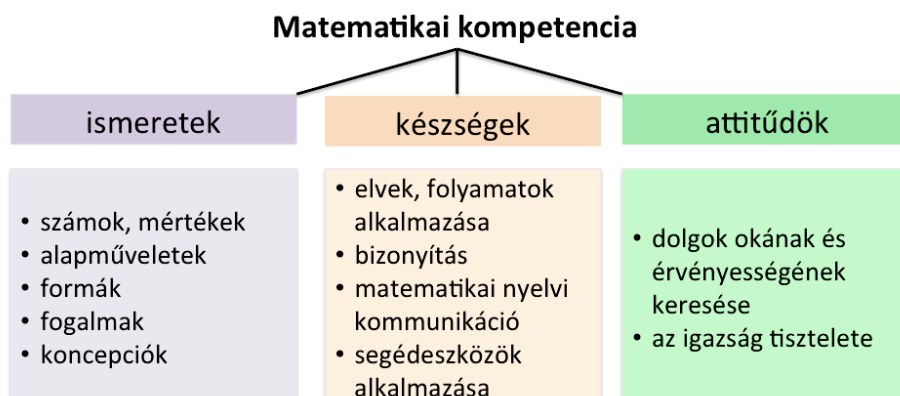 Matematikai kompetencia
ismeretek
készségek
attitűdök
• számok, mértékek
• alapműveletek
• formák
• fogalmak
• koncepciók
• elvek, folyamatok
alkalmazása
• bizonyítás
• matematikai nyelvi
kommunikáció
• segédeszközök
alkalmazása
• dolgok okának és
érvényességének
keresése
• az igazság tisztelete